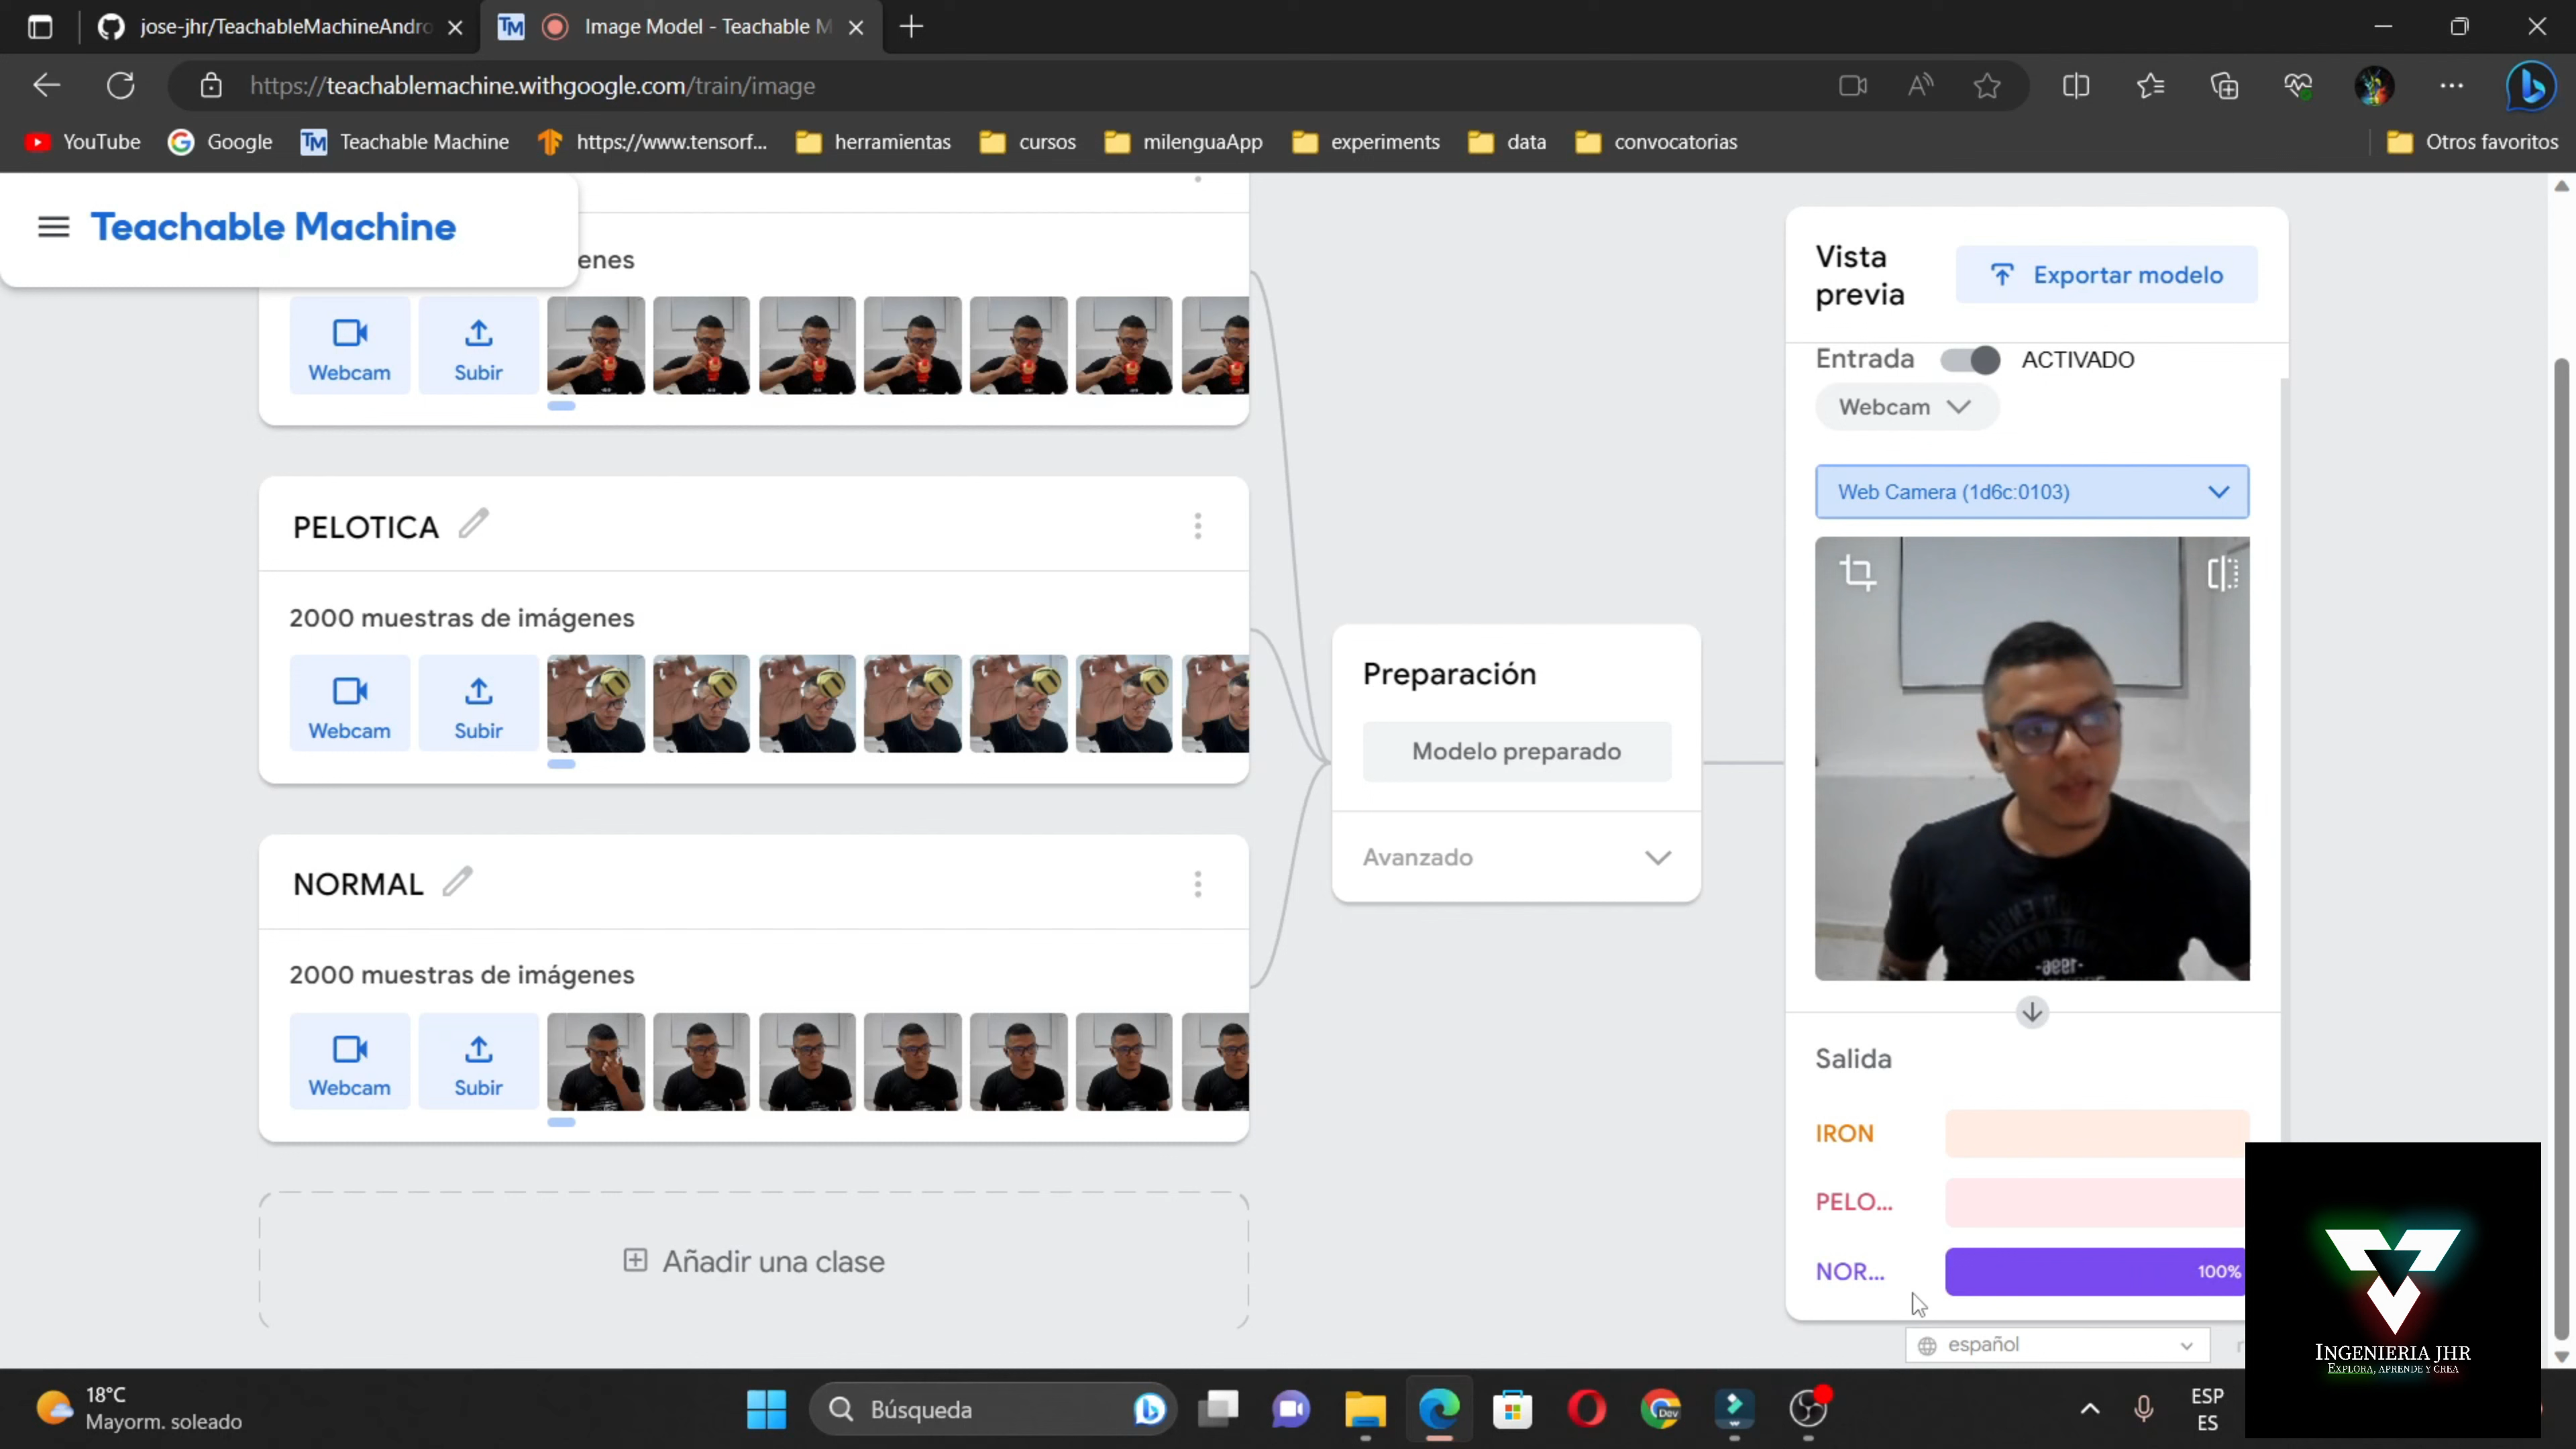 jose-jhr/TeachableMachineAndro
TM
Image Model - Teachable M
https://teachablemachine.withgoogle.com/train/image
YouTube
Google
TM
Teachable Machine
https://www.tensorf...
herramientas
cursos
milenguaApp
experiments
data
convocatorias
Otros favoritos
Teachable Machine
enes
Webcam
Subir
PELOTICA
2000 muestras de imágenes
Webcam
Subir
NORMAL
2000 muestras de imágenes
Webcam
Subir
Añadir una clase
Preparación
Modelo preparado
Avanzado
Vista
previa
Exportar modelo
Entrada
ACTIVADO
Webcam
Web Camera (1d6c:0103)
Salida
IRON
PELO...
NOR...
100%
español
INGENIERIA JHR
EXPLORA, APRENDE Y CREA
18°C
Mayorm. soleado
Búsqueda
Dev
ESP
ES